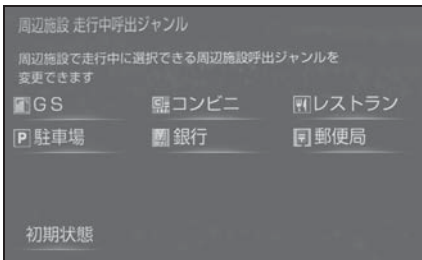 周辺施設 走行中呼出ジャンル
周辺施設で走行中に選択できる周辺施設呼出ジャンルを
変更できます
GS コンビニ レストラン
P 駐車場 銀行 郵便局
初期状態